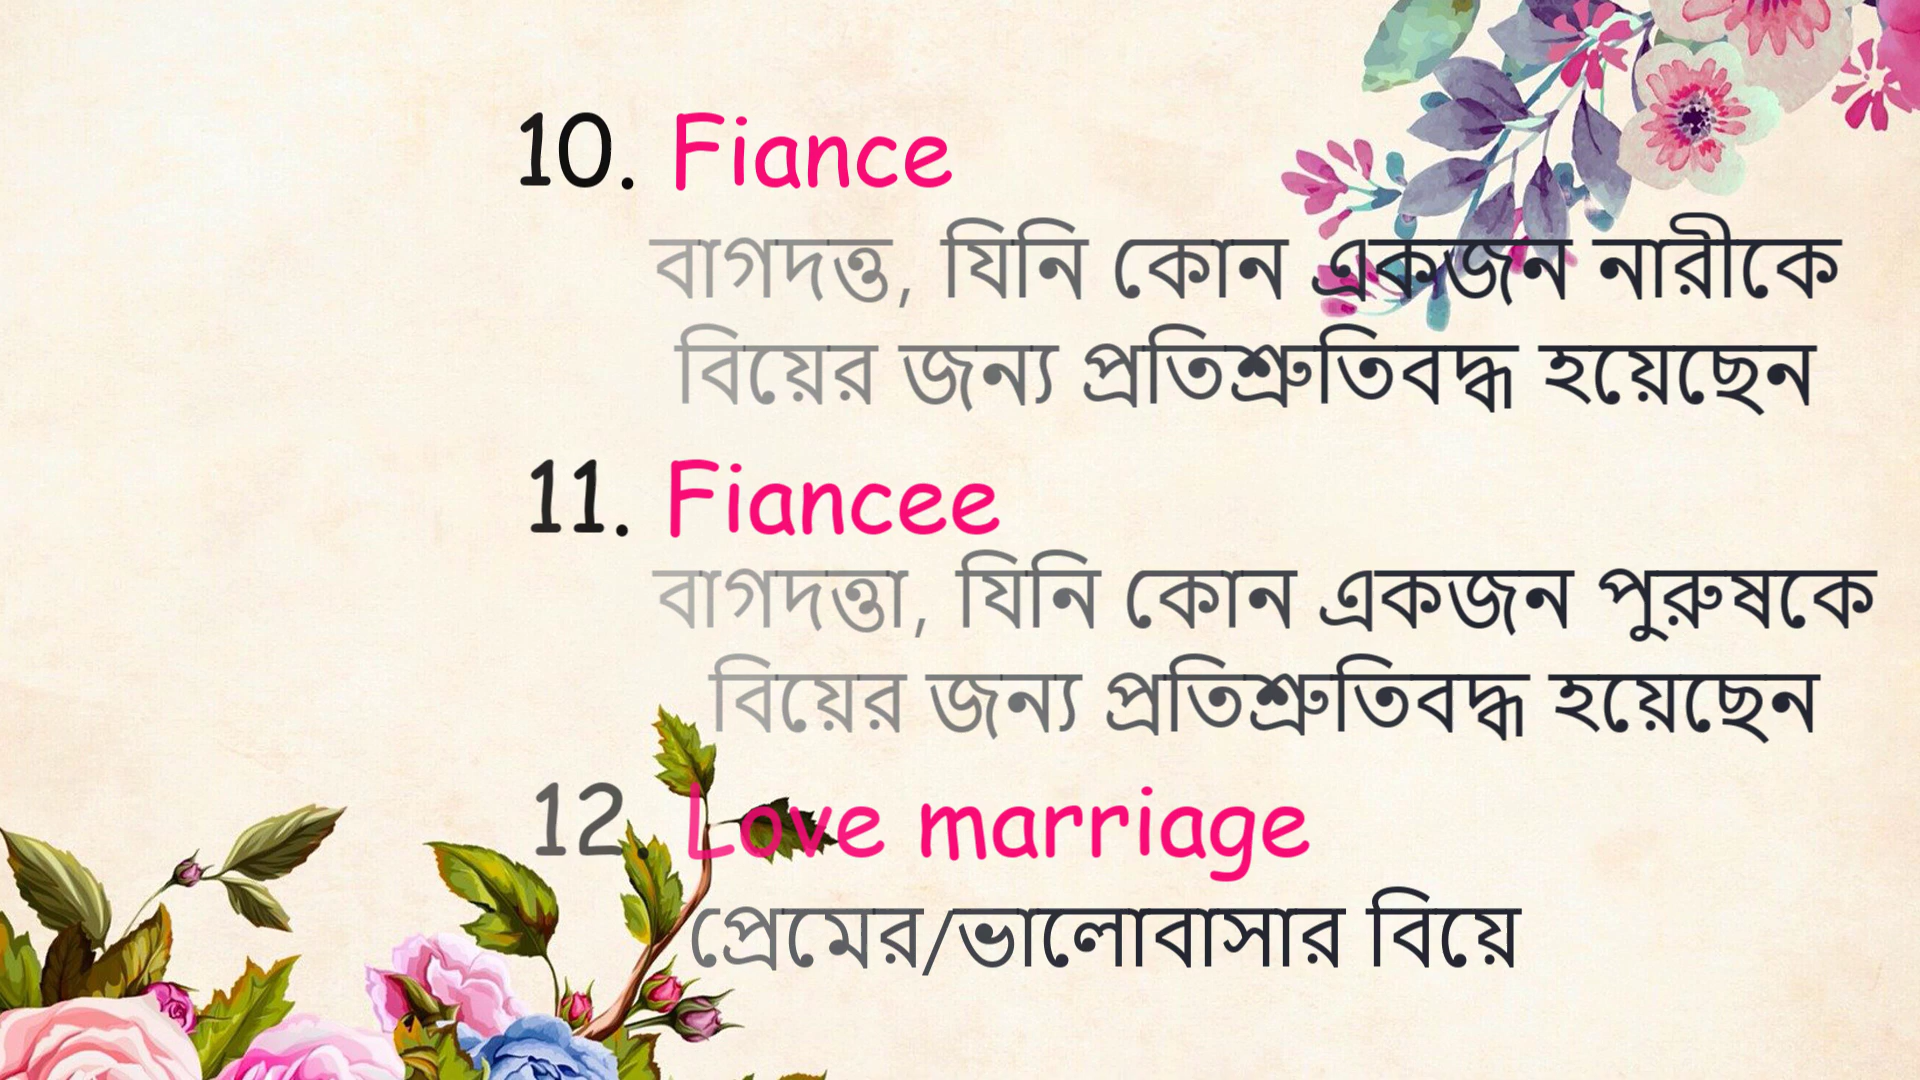 10. Fiance
বাগদত্ত, যিনি কোন একজন নারীকে
বিয়ের জন্য প্রতিশ্রুতিবদ্ধ হয়েছেন
11. Fiancee
বাগদত্তা, যিনি কোন একজন পুরুষকে
বিয়ের জন্য প্রতিশ্রুতিবদ্ধ হয়েছেন
12. Love marriage
প্রেমের/ভালোবাসার বিয়ে